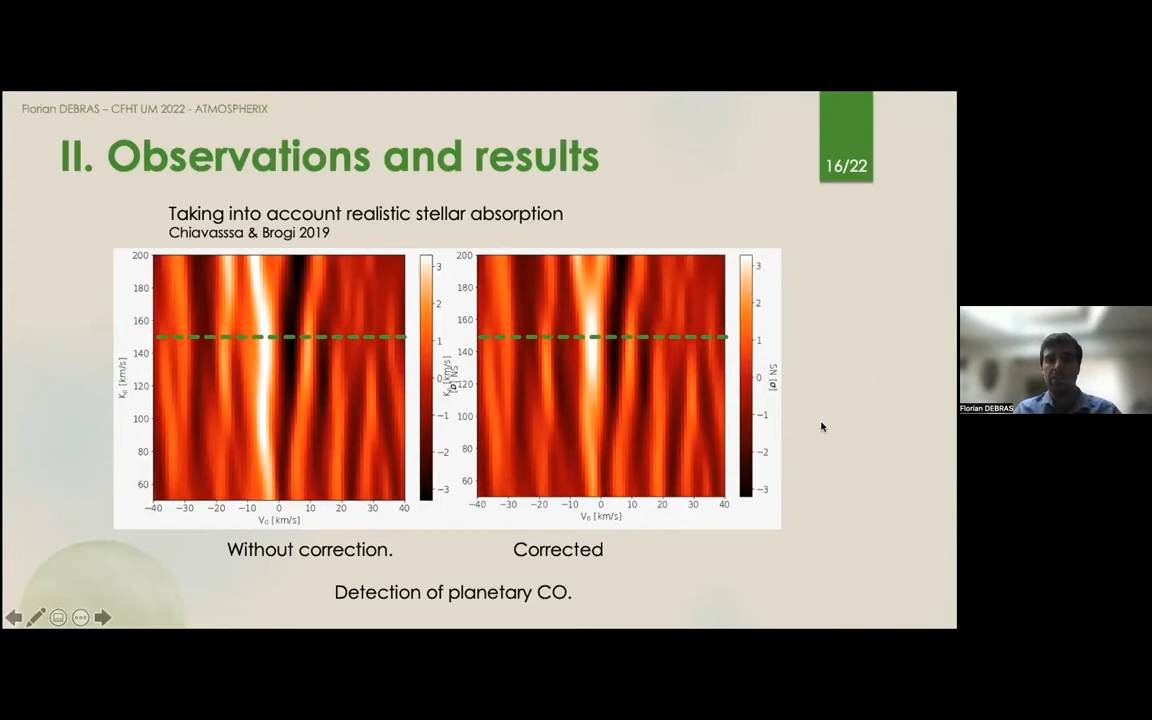 Florian DEBRAS – CFHT UM 2022 - ATMOSPHERIX
II. Observations and results
16/22
Taking into account realistic stellar absorption
Chiavasssa & Brogi 2019
200
180
160
140
120
100
80
60
K₀ [km/s]
−40 −30 −20 −10 0 10 20 30 40
V₀ [km/s]
3
2
1
0
−1
−2
−3
SN [σ]
200
180
160
140
120
100
80
60
K₀ [km/s]
−40 −30 −20 −10 0 10 20 30 40
V₀ [km/s]
3
2
1
0
−1
−2
−3
SN [σ]
Without correction.
Corrected
Detection of planetary CO.
Florian DEBRAS